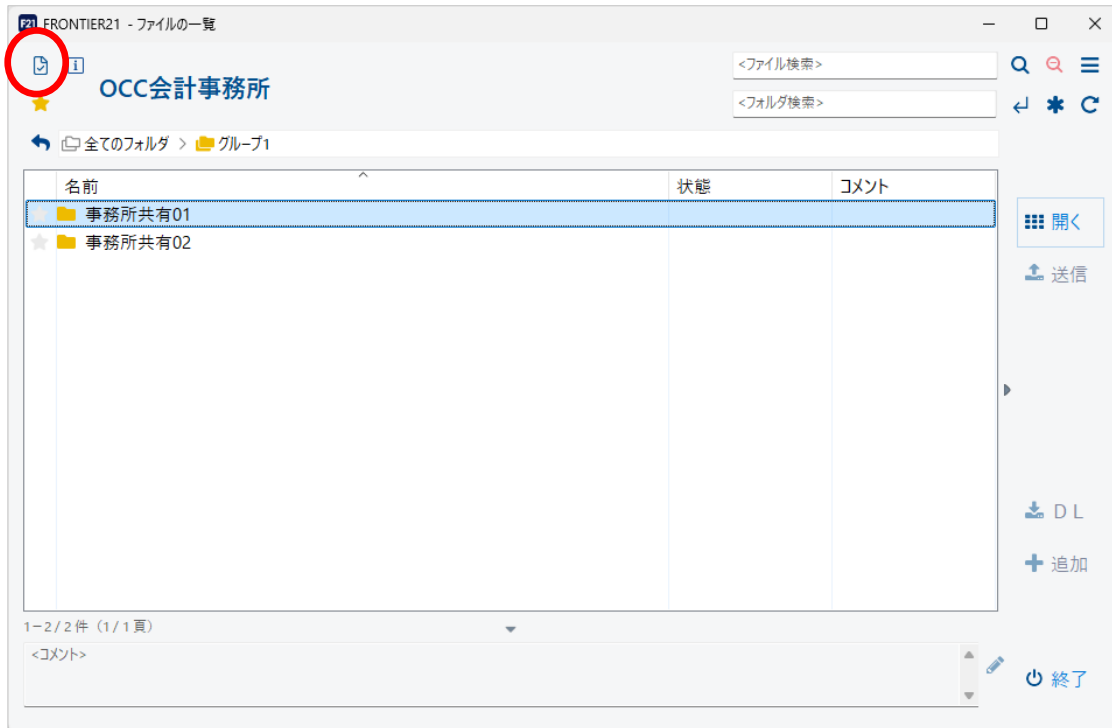 F21 FRONTIER21 - ファイルの一覧
OCC会計事務所
<ファイル検索>
<フォルダ検索>
全てのフォルダ > グループ1
名前 状態 コメント
事務所共有01
事務所共有02
開く
送信
ＤＬ
追加
1－2/2件（1/1頁）
<コメント>
終了